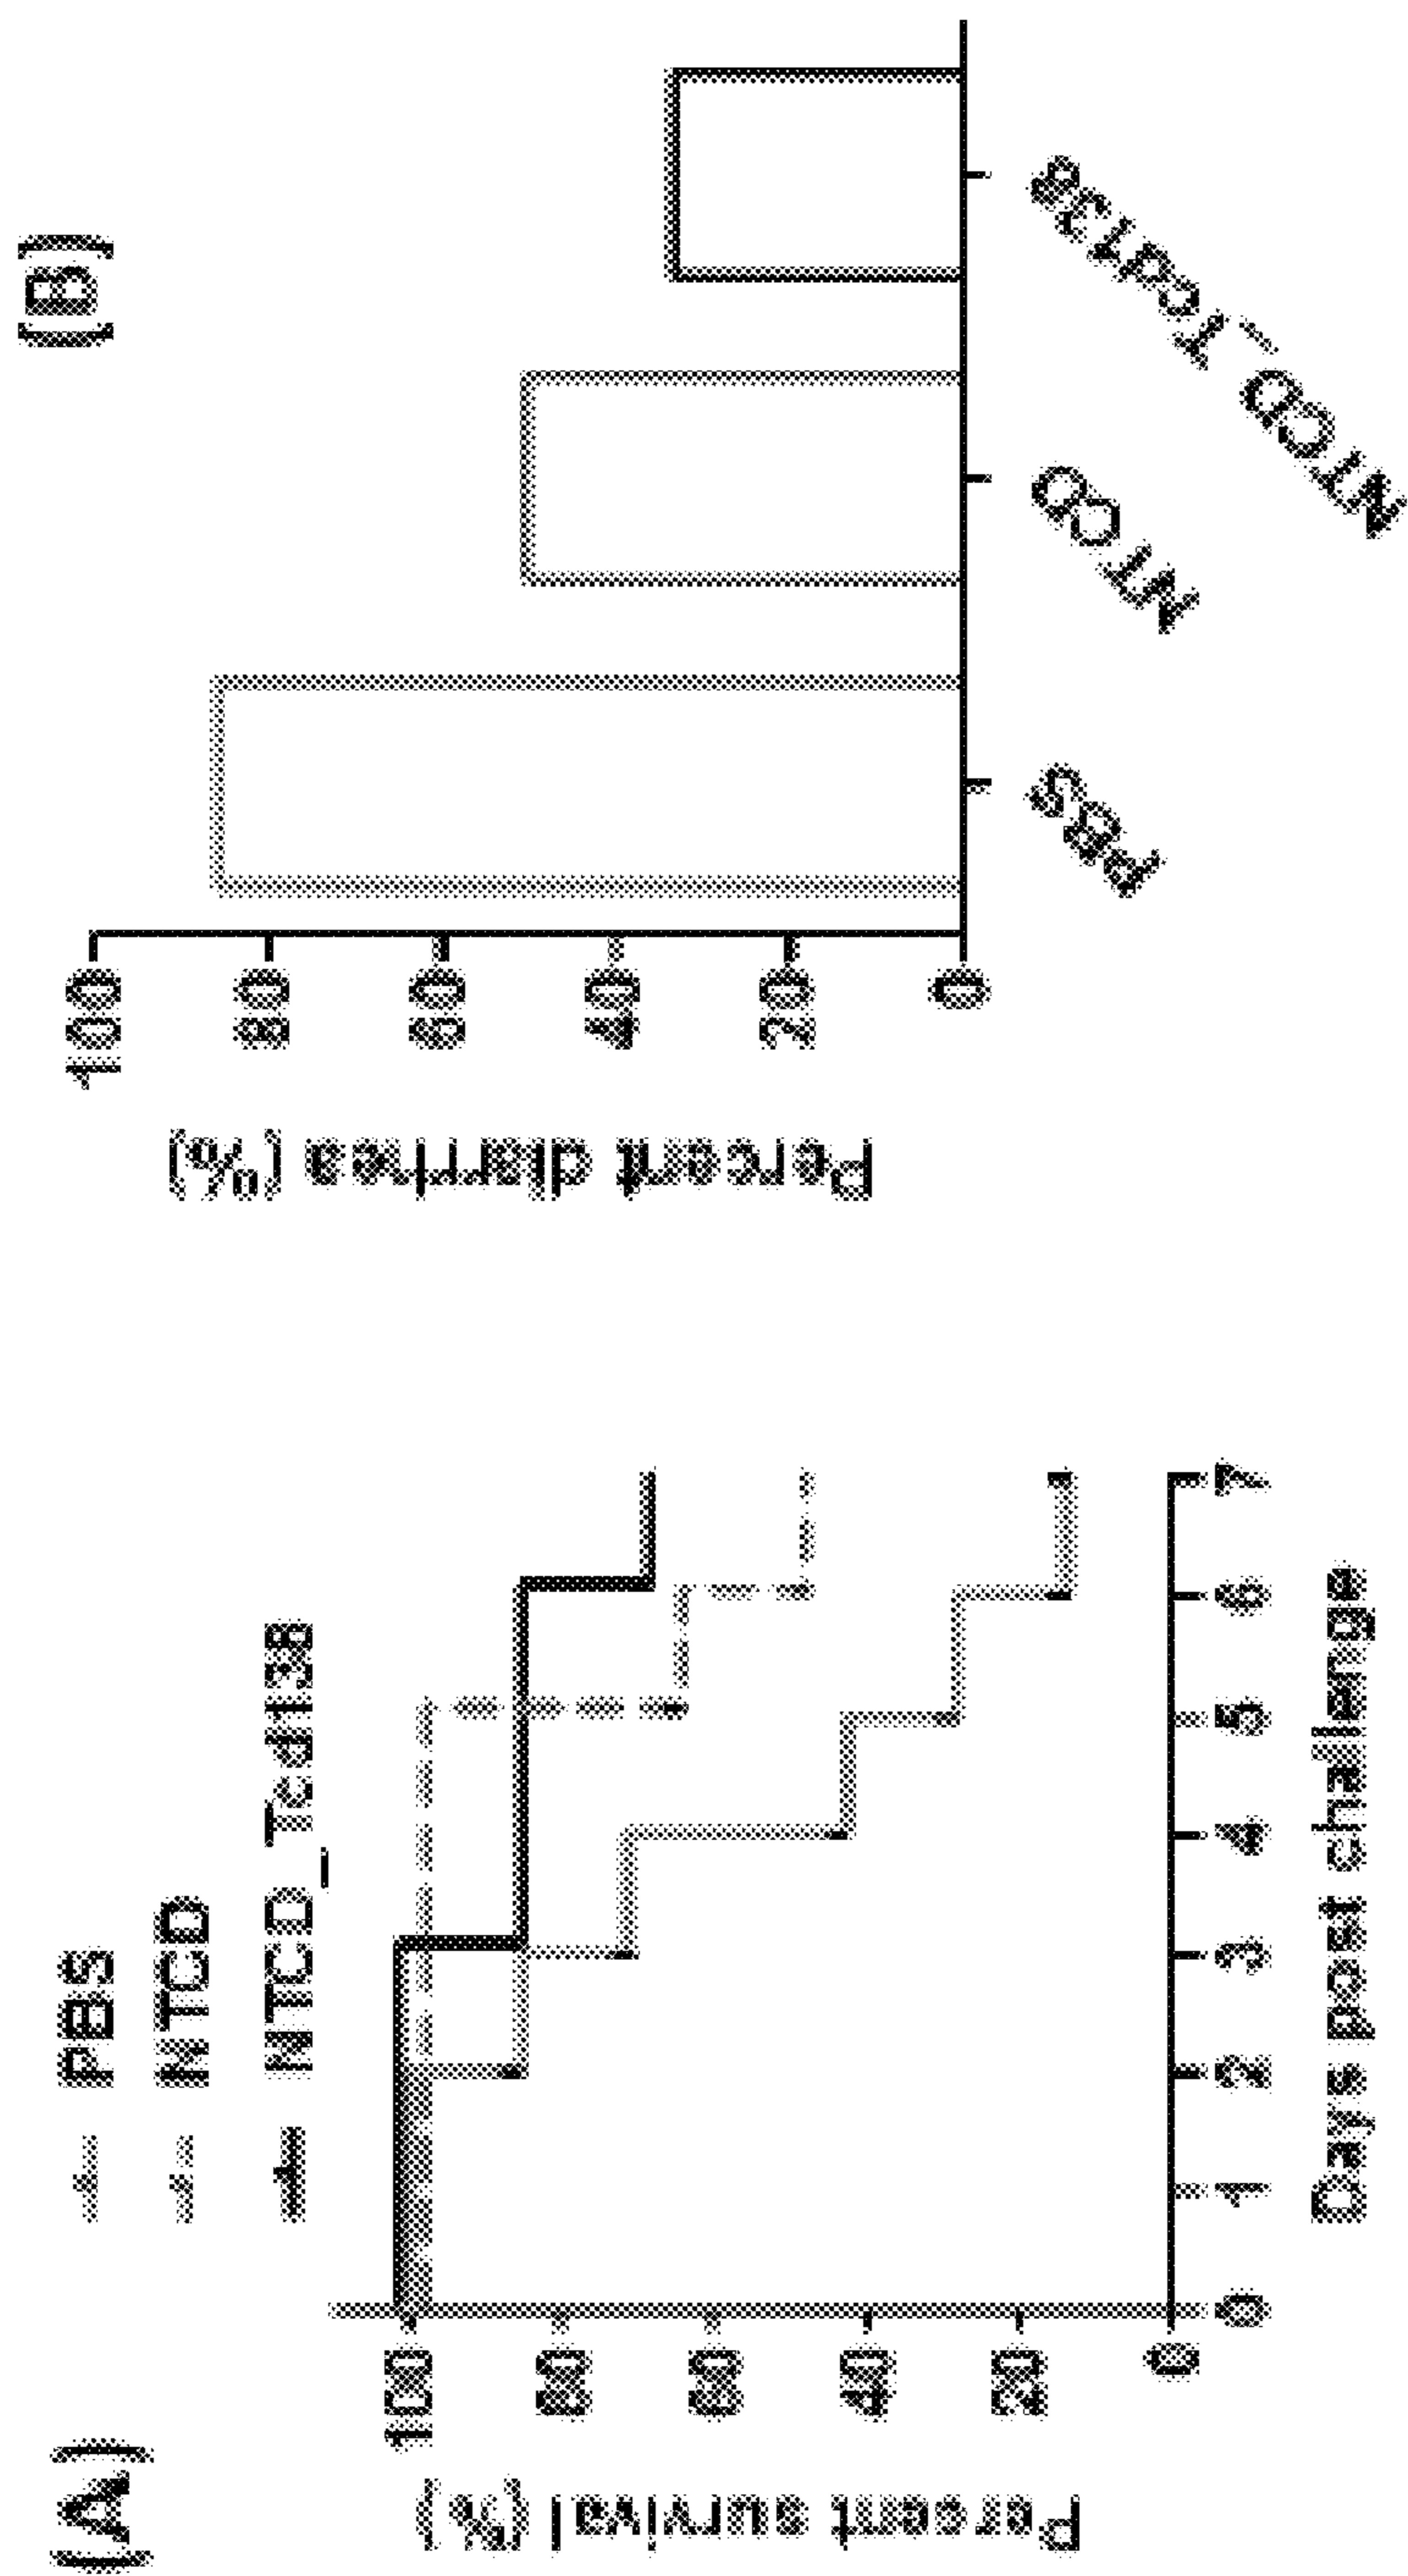 (A)
PBS
NTCD
NTCD_Tcd138
Percent survival (%)
100
80
60
40
20
0
0 1 2 3 4 5 6 7
Days post challenge
(B)
Percent diarrhea (%)
100
80
60
40
20
0
PBS
NTCD
NTCD_Tcd138